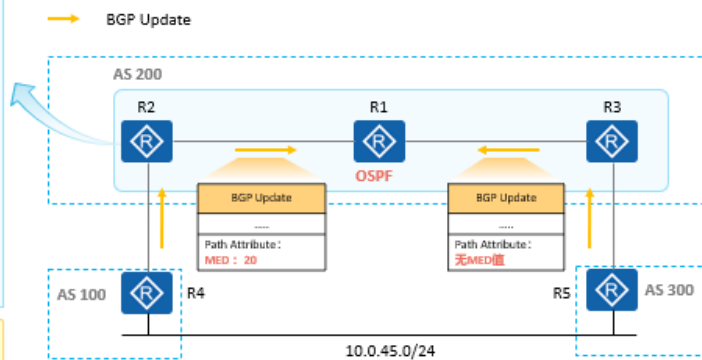 BGP Update
AS 200
R2
R1
R3
OSPF
BGP Update
.....
Path Attribute：
MED： 20
BGP Update
.....
Path Attribute：
无MED值
AS 100
R4
R5
AS 300
10.0.45.0/24
R
R
R
R
R